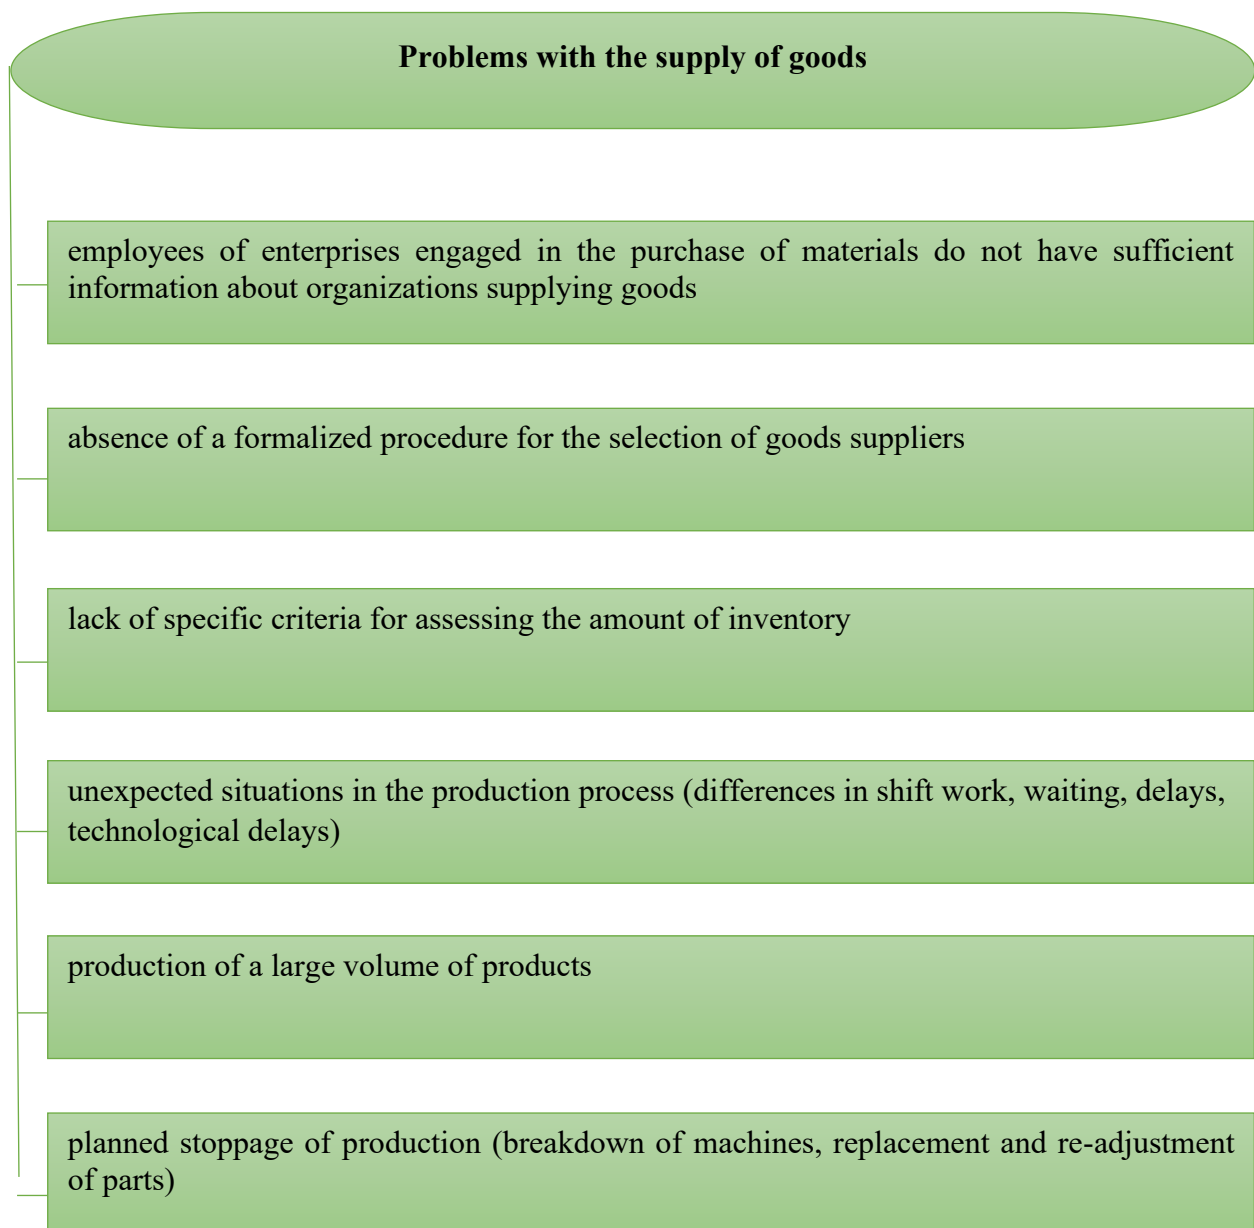 Problems with the supply of goods
employees of enterprises engaged in the purchase of materials do not have sufficient
information about organizations supplying goods
absence of a formalized procedure for the selection of goods suppliers
lack of specific criteria for assessing the amount of inventory
unexpected situations in the production process (differences in shift work, waiting, delays,
technological delays)
production of a large volume of products
planned stoppage of production (breakdown of machines, replacement and re-adjustment
of parts)